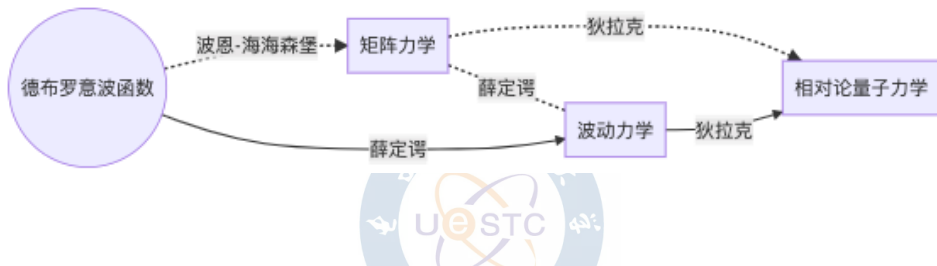 德布罗意波函数
波恩-海海森堡
矩阵力学
狄拉克
薛定谔
薛定谔
波动力学
狄拉克
相对论量子力学
UeSTC